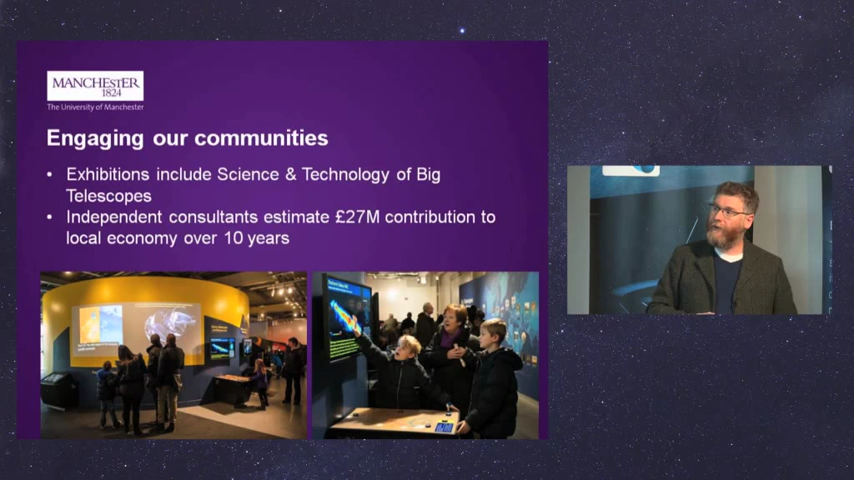 MANCHESTER
1824
The University of Manchester
Engaging our communities
• Exhibitions include Science & Technology of Big
Telescopes
• Independent consultants estimate £27M contribution to
local economy over 10 years